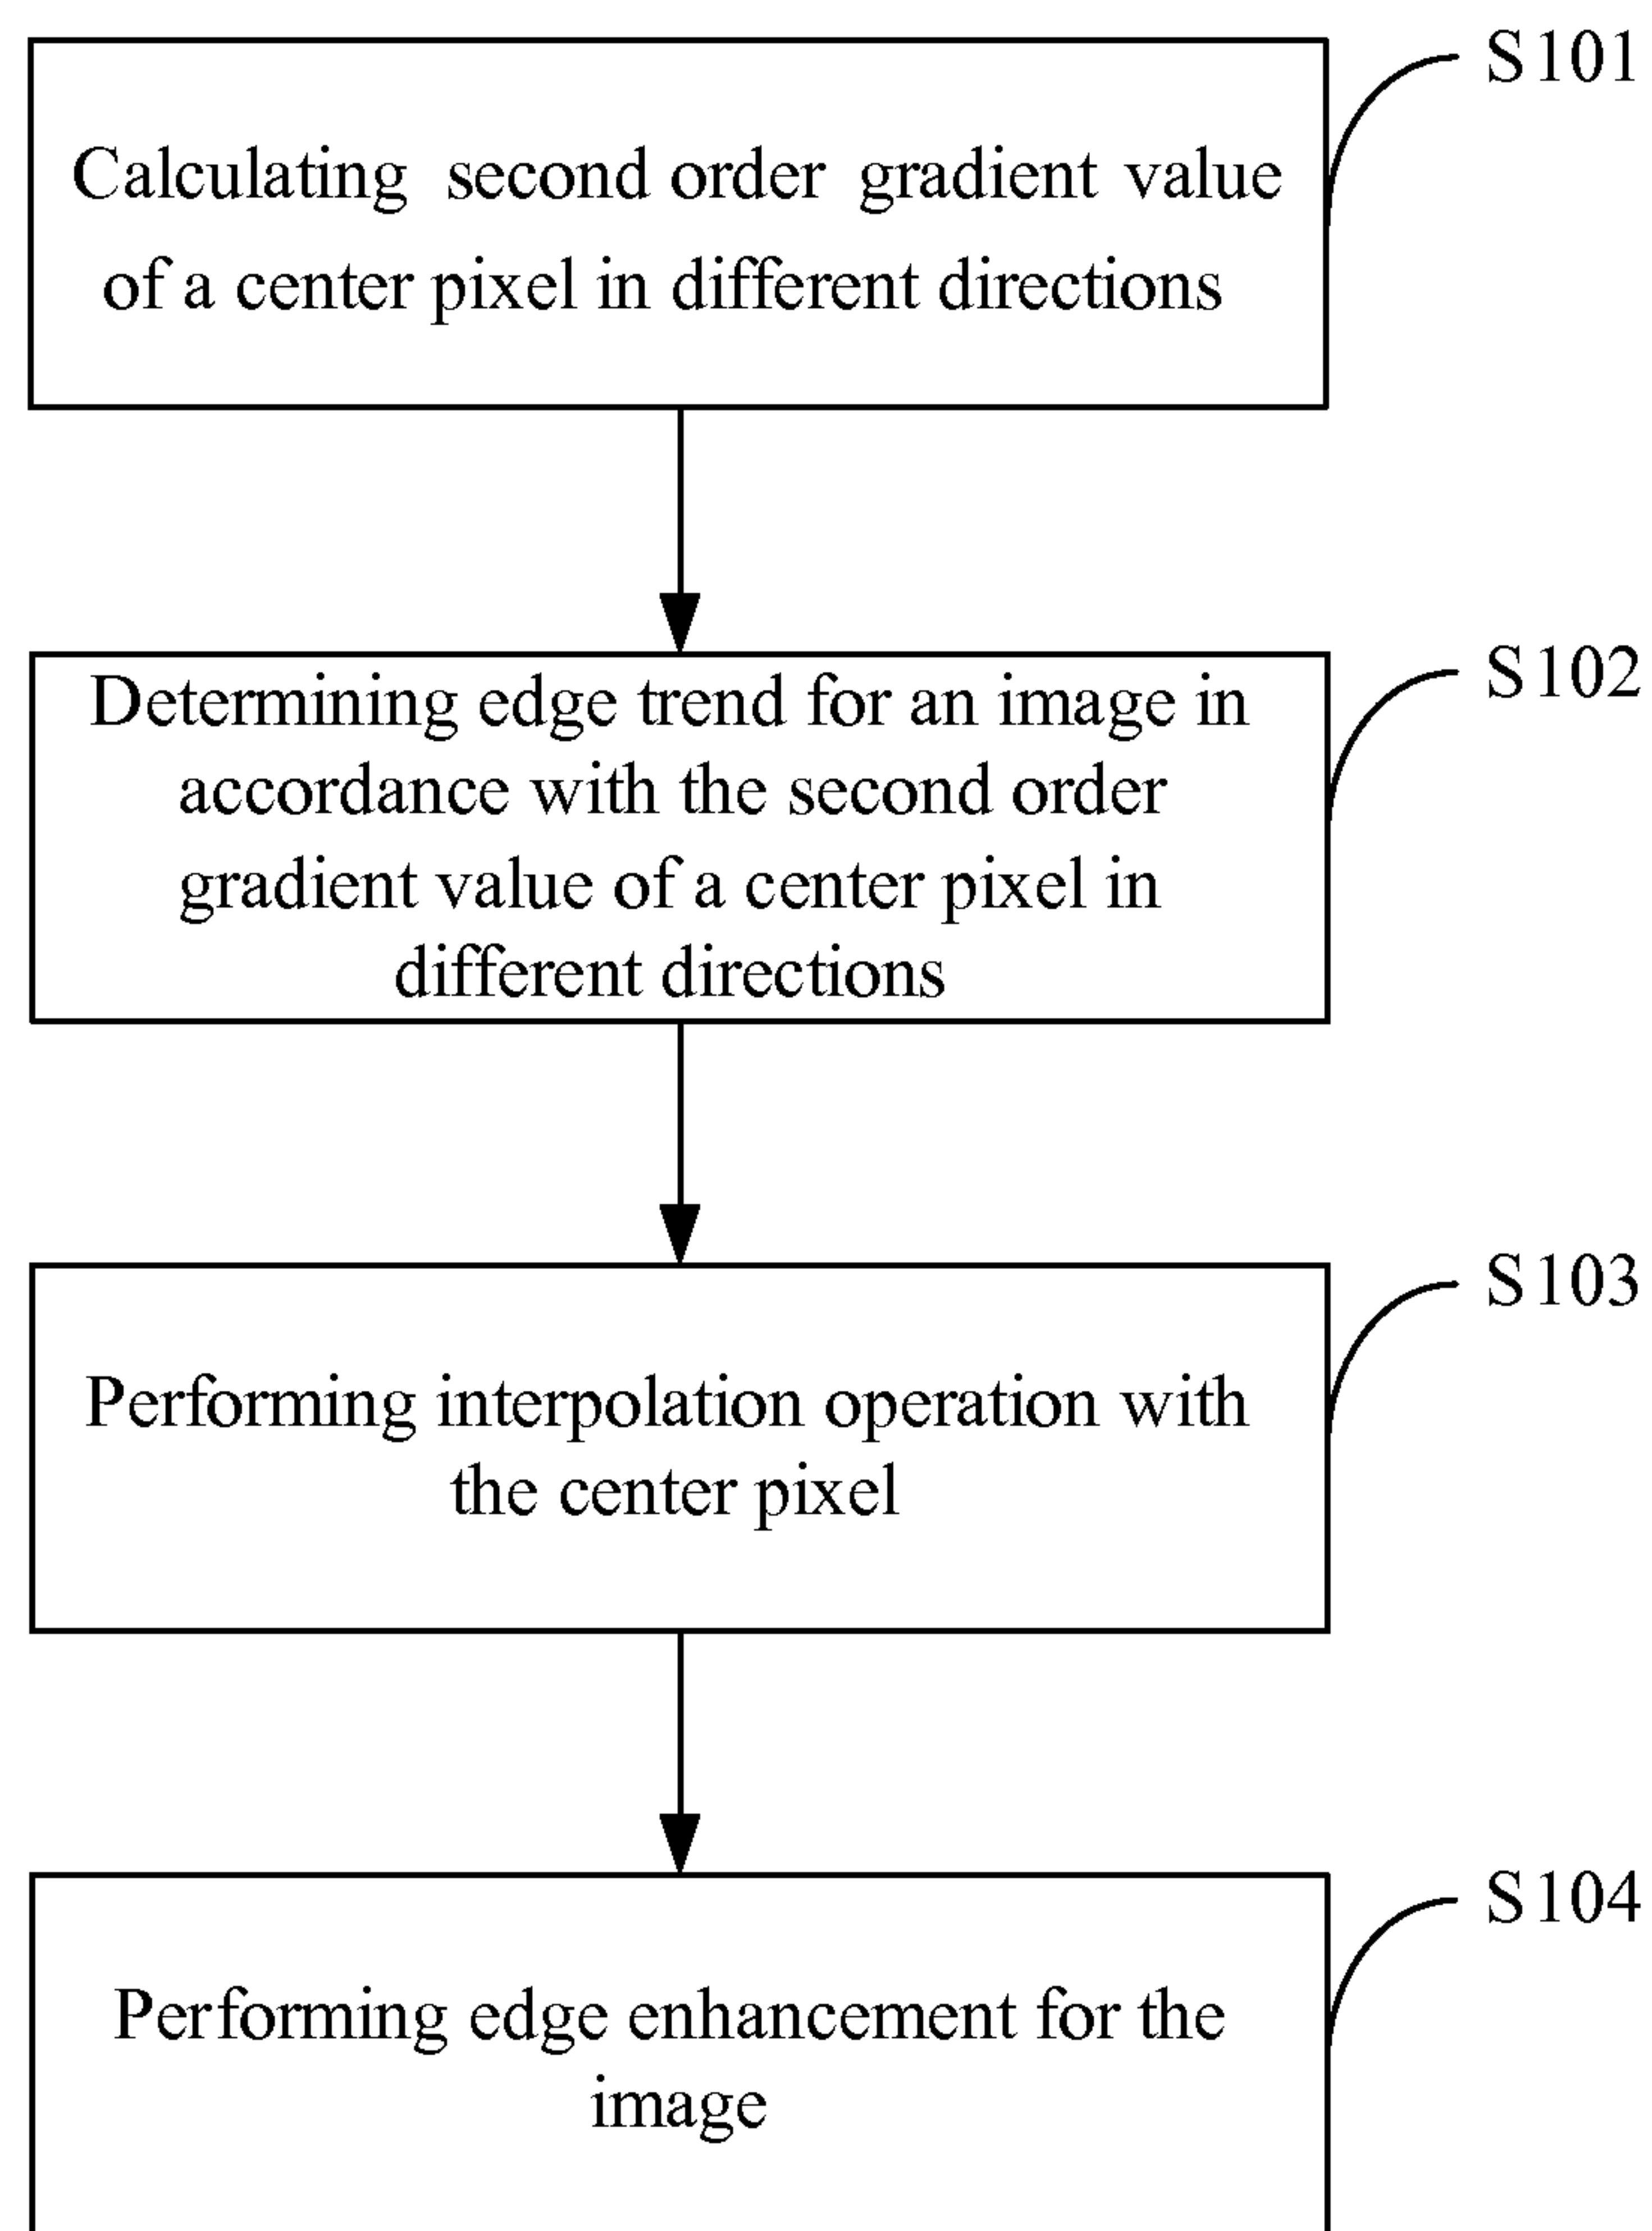 S101
Calculating second order gradient value
of a center pixel in different directions
S102
Determining edge trend for an image in
accordance with the second order
gradient value of a center pixel in
different directions
S103
Performing interpolation operation with
the center pixel
S104
Performing edge enhancement for the
image